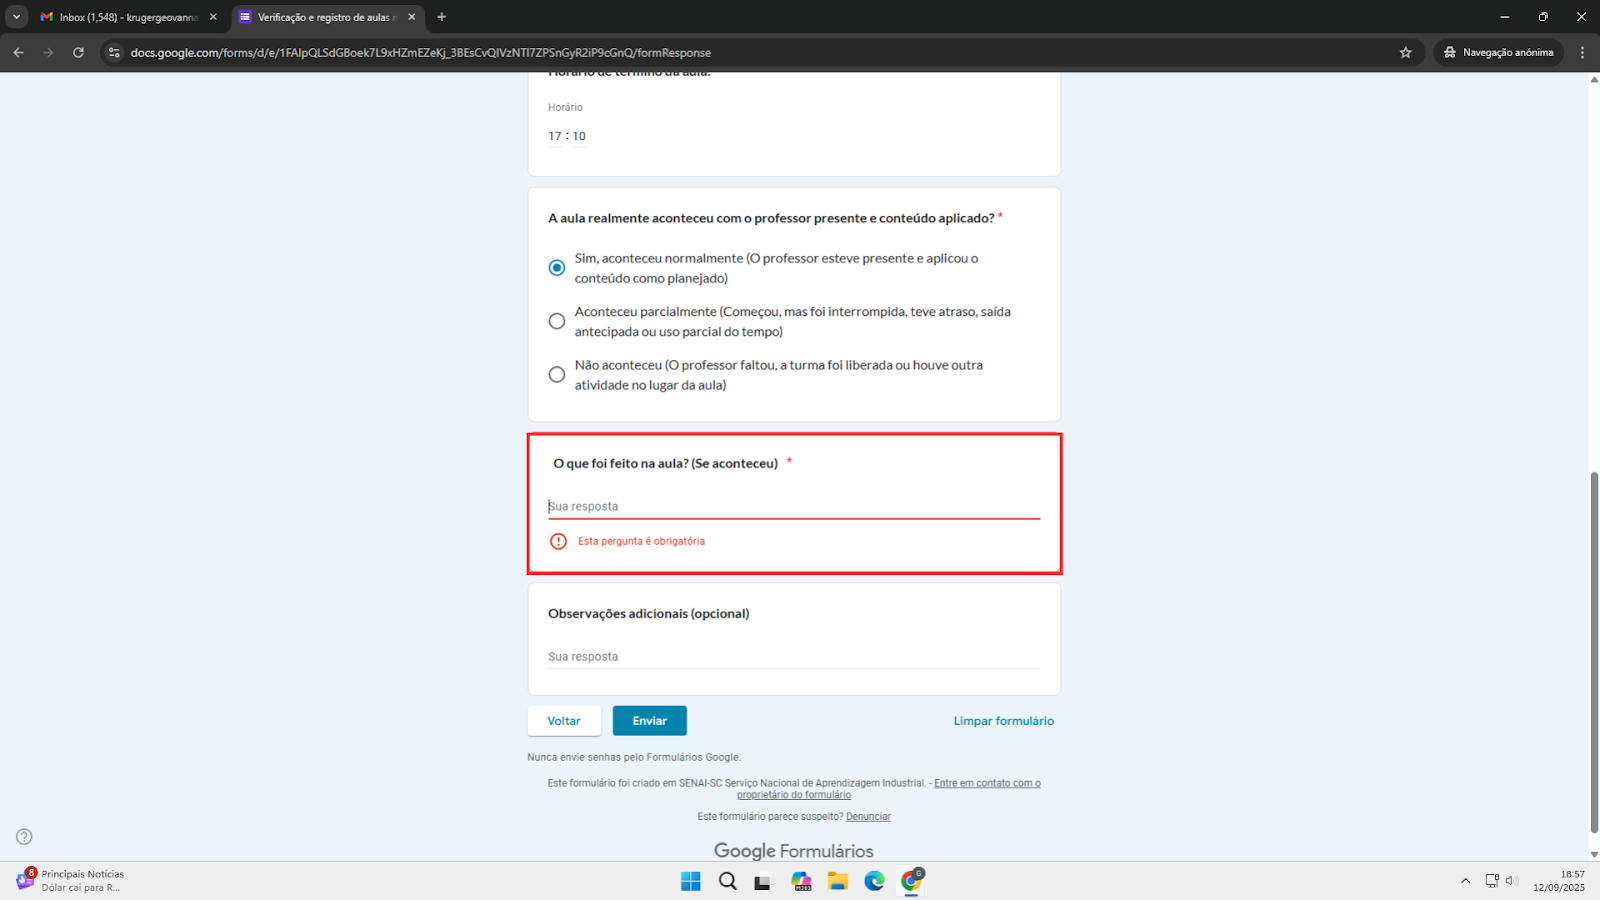 Inbox (1,548) - krugergeovanna
Verificação e registro de aulas n
docs.google.com/forms/d/e/1FAIpQLSdGBoek7L9xHZmEZeKj_3BEsCvQIVzNTI7ZPSnGyR2iP9cGnQ/formResponse
Navegação anónima
Horário de término da aula:
Horário
17 : 10
A aula realmente aconteceu com o professor presente e conteúdo aplicado? *
Sim, aconteceu normalmente (O professor esteve presente e aplicou o
conteúdo como planejado)
Aconteceu parcialmente (Começou, mas foi interrompida, teve atraso, saída
antecipada ou uso parcial do tempo)
Não aconteceu (O professor faltou, a turma foi liberada ou houve outra
atividade no lugar da aula)
O que foi feito na aula? (Se aconteceu) *
Sua resposta
Esta pergunta é obrigatória
Observações adicionais (opcional)
Sua resposta
Voltar
Enviar
Limpar formulário
Nunca envie senhas pelo Formulários Google.
Este formulário foi criado em SENAI-SC Serviço Nacional de Aprendizagem Industrial. - Entre em contato com o
proprietário do formulário
Este formulário parece suspeito? Denunciar
Google Formulários
8
Principais Notícias
Dólar cai para R...
M365
G
18:57
12/09/2025